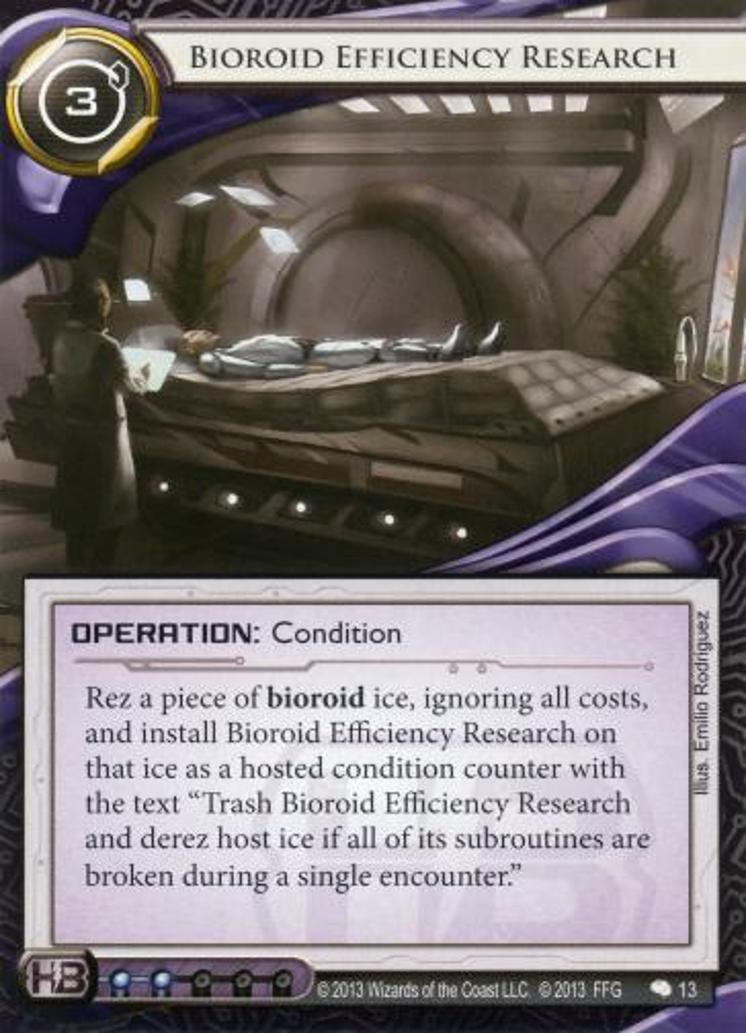 Bioroid Efficiency Research
3
OPERATION: Condition
Rez a piece of bioroid ice, ignoring all costs,
and install Bioroid Efficiency Research on
that ice as a hosted condition counter with
the text “Trash Bioroid Efficiency Research
and derez host ice if all of its subroutines are
broken during a single encounter.”
Illus. Emilio Rodriguez
HB
© 2013 Wizards of the Coast LLC. © 2013 FFG
13